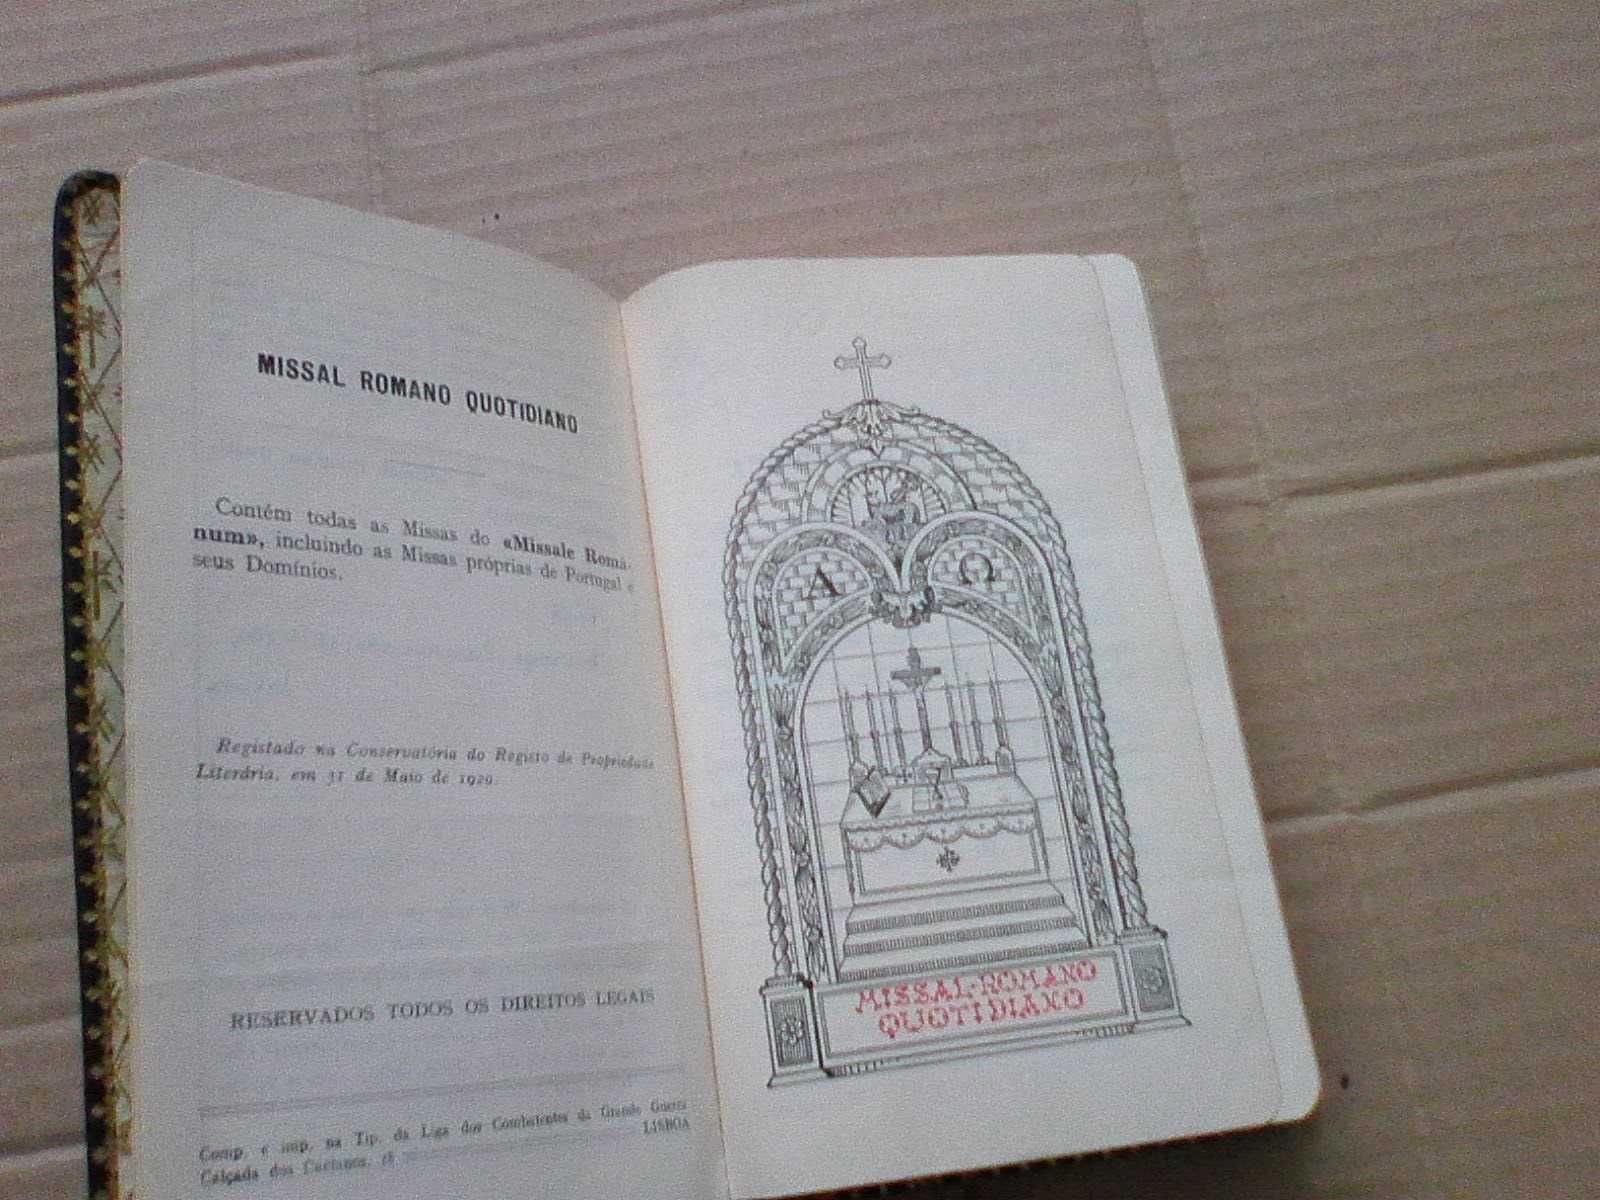 MISSAL ROMANO QUOTIDIANO
Contém todas as Missas do «Missale Romá-
num», incluindo as Missas próprias de Portugal e
seus Domínios.
Registado na Conservatória do Registo de Propriedade
Literária, em 31 de Maio de 1929.
RESERVADOS TODOS OS DIREITOS LEGAIS
Comp. e imp. na Tip. da Liga dos Combatentes da Grande Guerra
Calçada dos Caetanos, 18
LISBOA
Α Ω
MISSAL·ROMANO
QUOTIDIANO